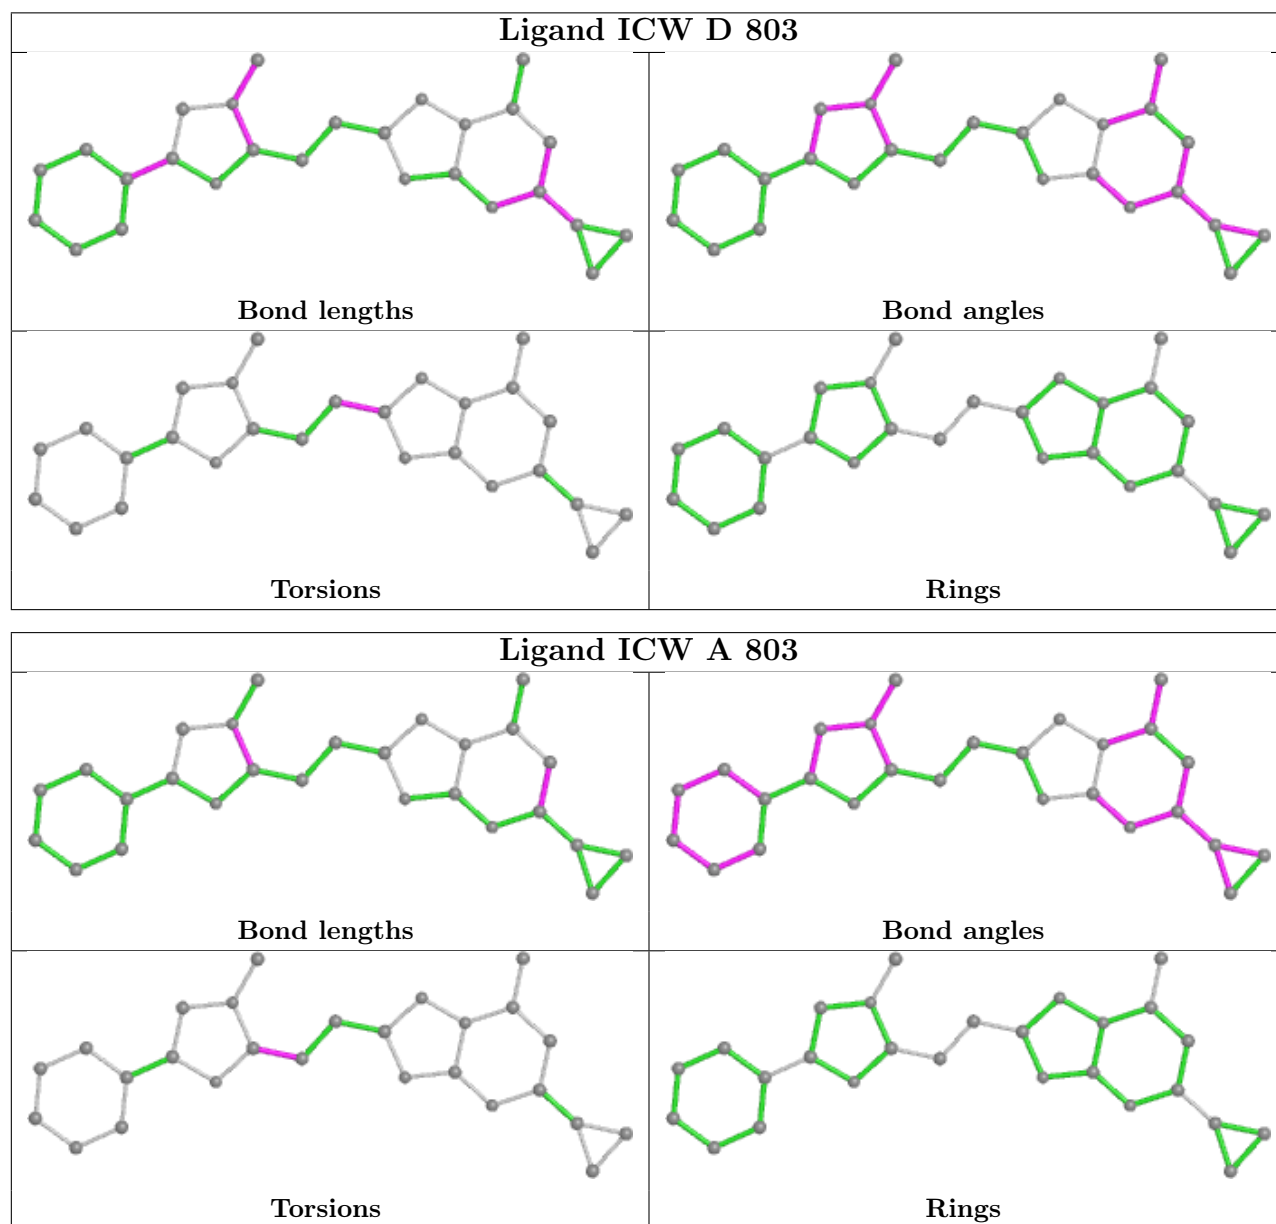 Ligand ICW D 803
Bond lengths
Bond angles
Torsions
Rings
Ligand ICW A 803
Bond lengths
Bond angles
Torsions
Rings